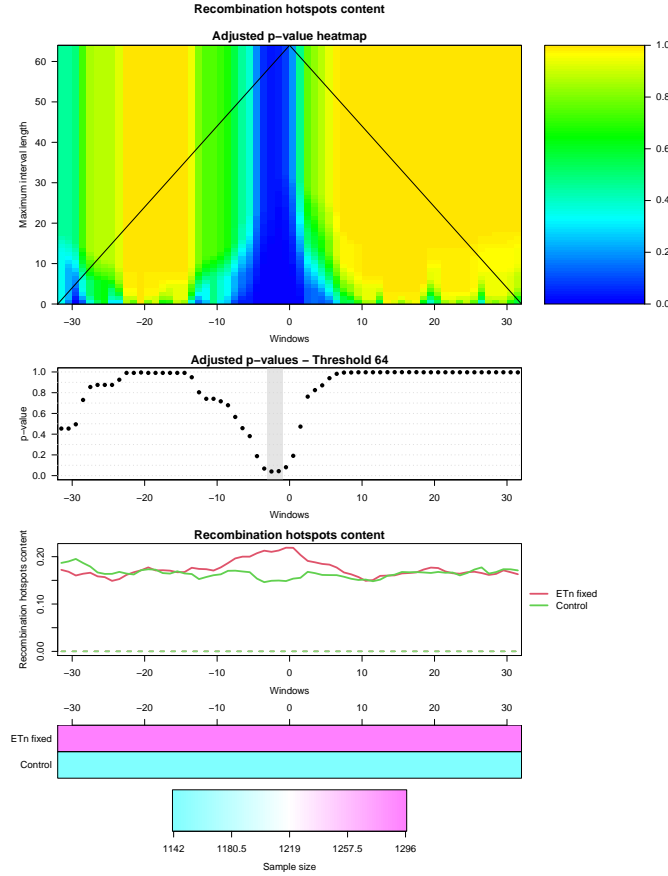 Recombination hotspots content
Adjusted p-value heatmap
Maximum interval length
60
50
40
30
20
10
0
1.0
0.8
0.6
0.4
0.2
0.0
−30 −20 −10 0 10 20 30
Windows
Adjusted p-values − Threshold 64
p-value
1.0
0.8
0.6
0.4
0.2
0.0
−30 −20 −10 0 10 20 30
Windows
Recombination hotspots content
Recombination hotspots content
0.20
0.10
0.00
ETn fixed
Control
−30 −20 −10 0 10 20 30
Windows
−30 −20 −10 0 10 20 30
ETn fixed
Control
1142 1180.5 1219 1257.5 1296
Sample size